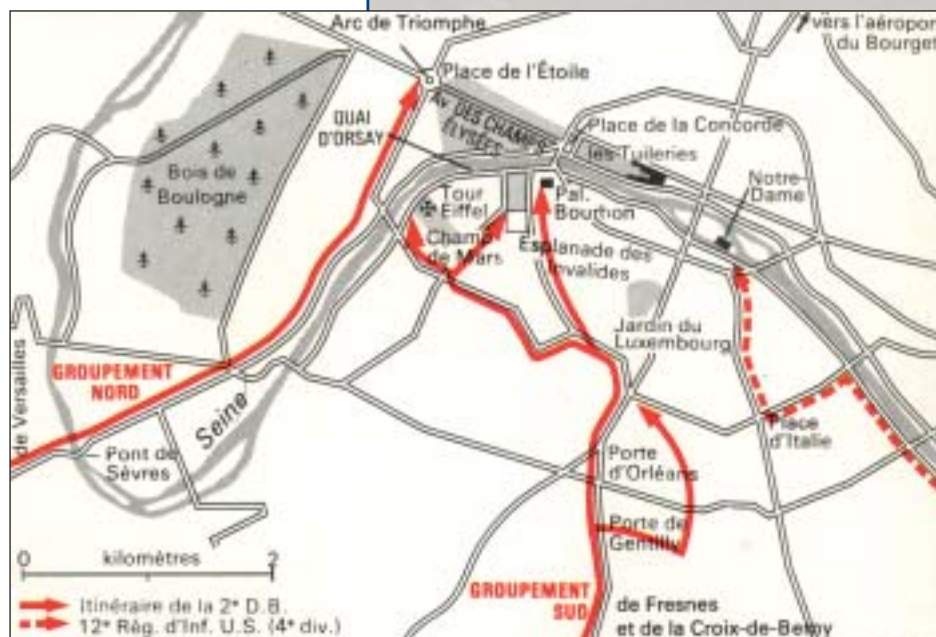 Arc de Triomphe
vers l'aéropor
du Bourget
Place de l'Étoile
AV. DES CHAMPS
ÉLYSÉES
QUAI
D'ORSAY
Place de la Concorde
les Tuileries
Bois de
Boulogne
Tour
Eiffel
Pal.
Bourbon
Notre-
Dame
Champ
de Mars
Esplanade des
Invalides
Jardin du
Luxembourg
GROUPEMENT
NORD
de Versailles
Seine
Pont de
Sèvres
Place
d'Italie
Porte
d'Orléans
Porte de
Gentilly
0 kilomètres 2
GROUPEMENT
SUD
de Fresnes
et de la Croix-de-Berny
Itinéraire de la 2e D.B.
12e Rég. d'Inf. U.S. (4e div.)